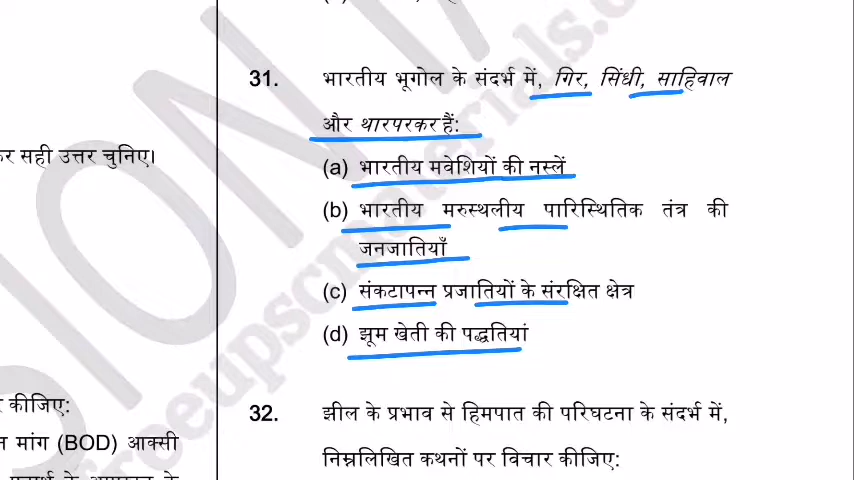 31. भारतीय भूगोल के संदर्भ में, गिर, सिंधी, साहिवाल
और थारपरकर हैं:
र सही उत्तर चुनिए।
(a) भारतीय मवेशियों की नस्लें
(b) भारतीय मरुस्थलीय पारिस्थितिक तंत्र की
जनजातियाँ
(c) संकटापन्न प्रजातियों के संरक्षित क्षेत्र
(d) झूम खेती की पद्धतियां
कीजिए:
32. झील के प्रभाव से हिमपात की परिघटना के संदर्भ में,
मांग (BOD) आक्सी
निम्नलिखित कथनों पर विचार कीजिए: